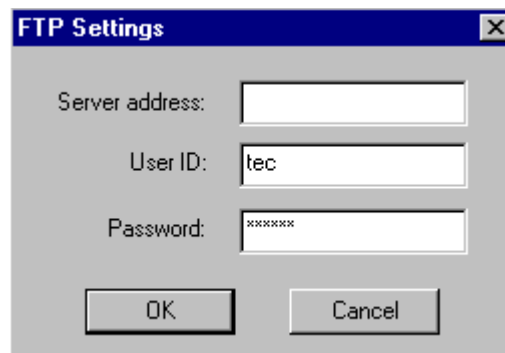 FTP Settings
Server address:
User ID: tec
Password: ******
OK Cancel